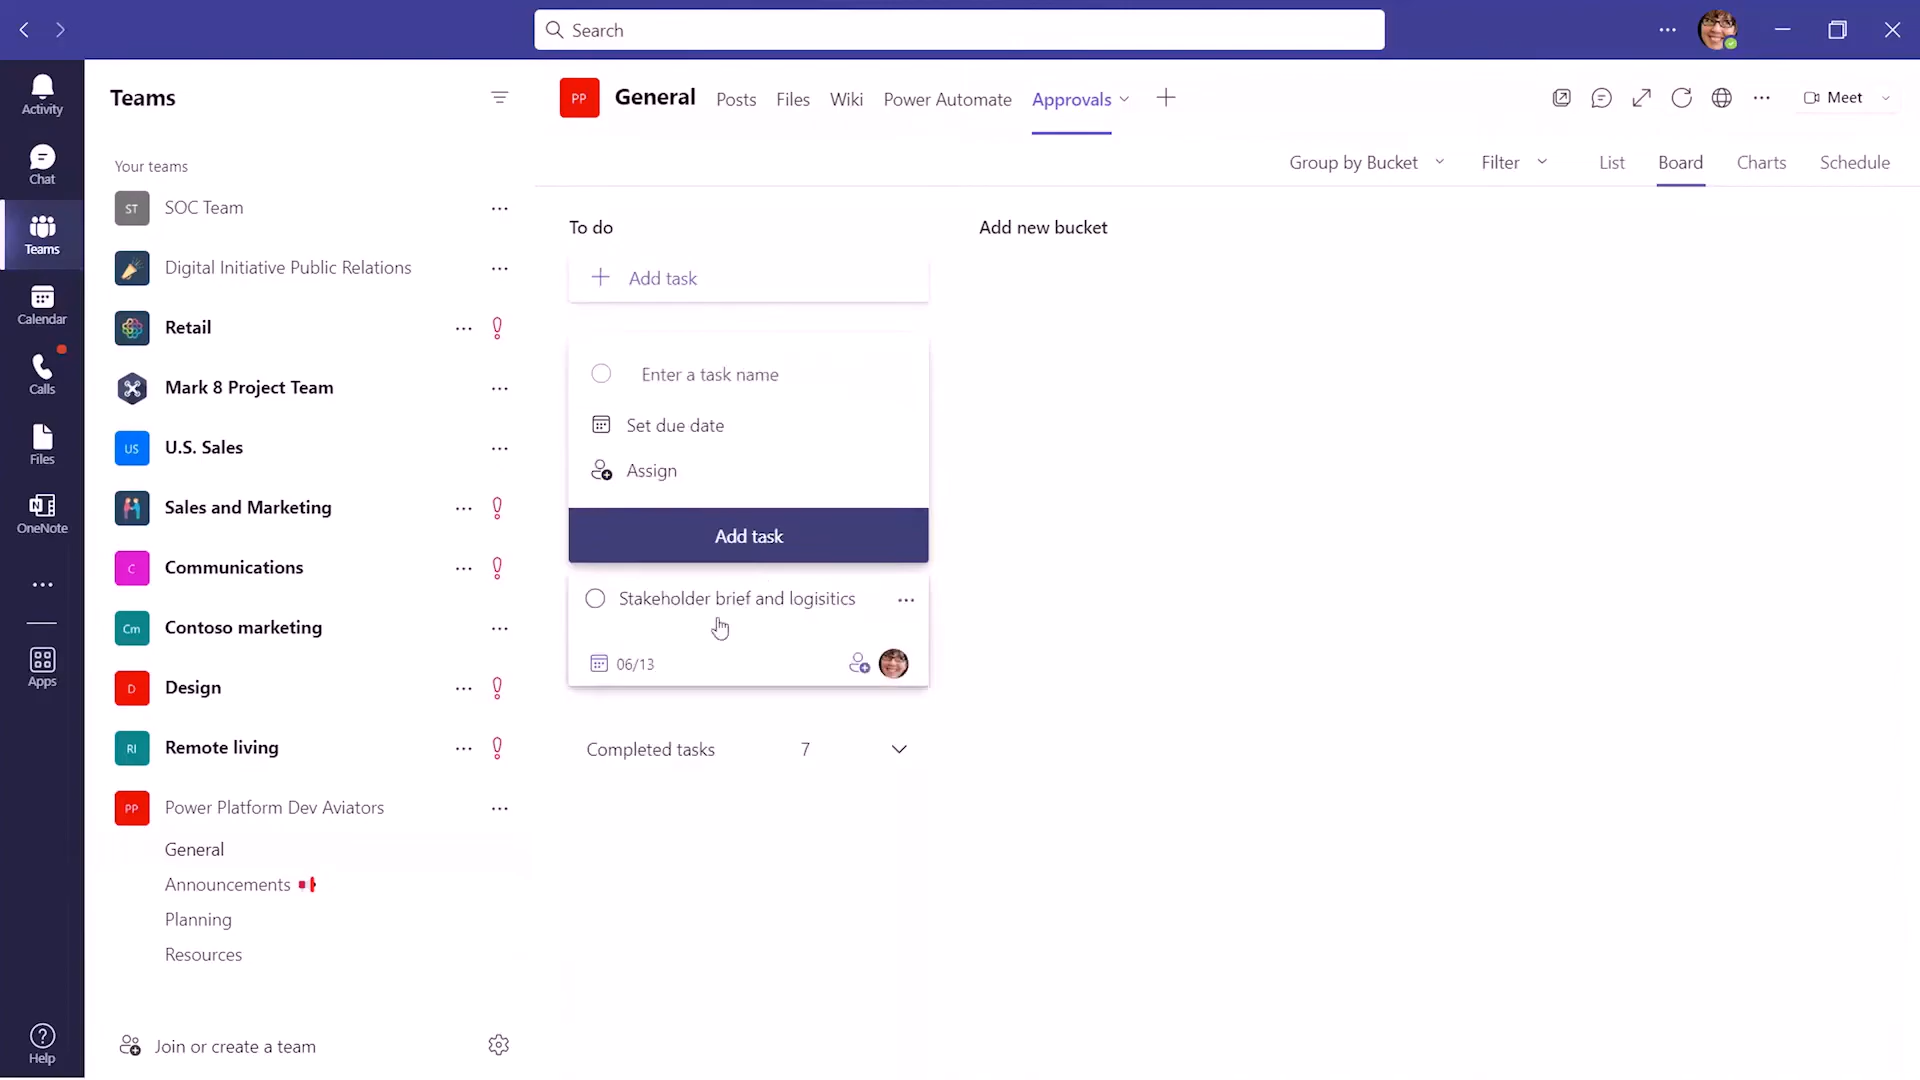 Search
Activity
Chat
Teams
Calendar
Calls
Files
OneNote
Apps
Help
Teams
Your teams
ST SOC Team
Digital Initiative Public Relations
Retail
Mark 8 Project Team
US U.S. Sales
Sales and Marketing
C Communications
Cm Contoso marketing
D Design
Rl Remote living
PP Power Platform Dev Aviators
General
Announcements
Planning
Resources
Join or create a team
PP General Posts Files Wiki Power Automate Approvals Meet
Group by Bucket Filter List Board Charts Schedule
To do Add new bucket
Add task
Enter a task name
Set due date
Assign
Add task
Stakeholder brief and logisitics
06/13
Completed tasks 7